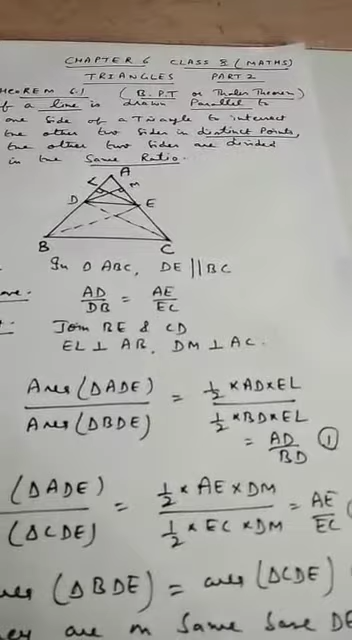 CHAPTER 6 CLASS 8 (MATHS)
TRIANGLES PART 2
HEOREM 6.1 (B.P.T or Thales Theorem)
f a line is drawn Parallel to
one side of a Triangle to intersect
the other two sides in distinct Points,
the other two sides are divided
in the Same Ratio.
A
L M
D E
B C
In Δ ABC, DE || BC
AD/DB = AE/EC
Join BE & CD
EL ⊥ AB, DM ⊥ AC.
Area (ΔADE) / Area (ΔBDE) = ½ × AD × EL / ½ × BD × EL
= AD/BD ①
(ΔADE) / (ΔCDE) = ½ × AE × DM / ½ × EC × DM = AE/EC (
(ΔBDE) = area (ΔCDE)
are on Same base DE